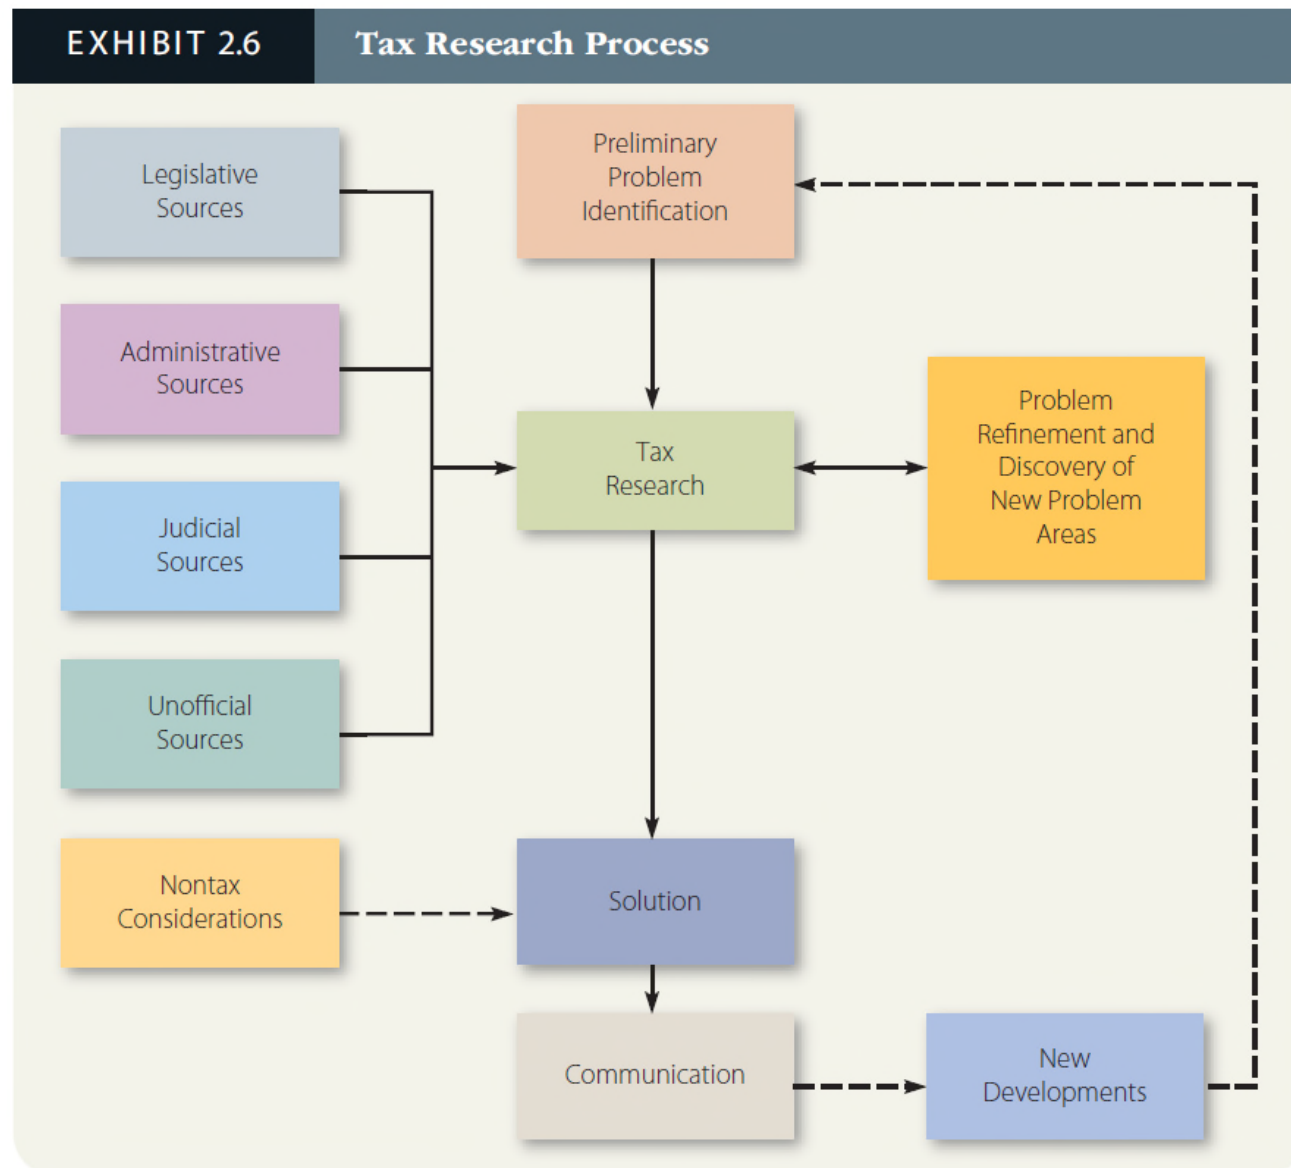 EXHIBIT 2.6
Tax Research Process
Legislative
Sources
Preliminary
Problem
Identification
Administrative
Sources
Tax
Research
Problem
Refinement and
Discovery of
New Problem
Areas
Judicial
Sources
Unofficial
Sources
Nontax
Considerations
Solution
Communication
New
Developments